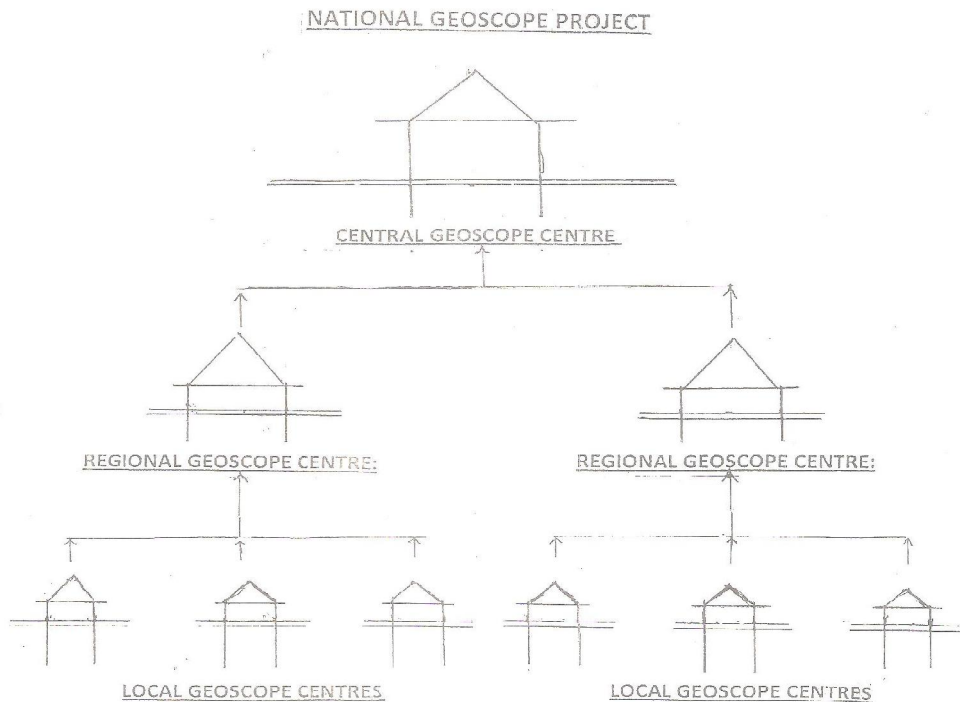 NATIONAL GEOSCOPE PROJECT
CENTRAL GEOSCOPE CENTRE
REGIONAL GEOSCOPE CENTRE:
REGIONAL GEOSCOPE CENTRE:
LOCAL GEOSCOPE CENTRES
LOCAL GEOSCOPE CENTRES